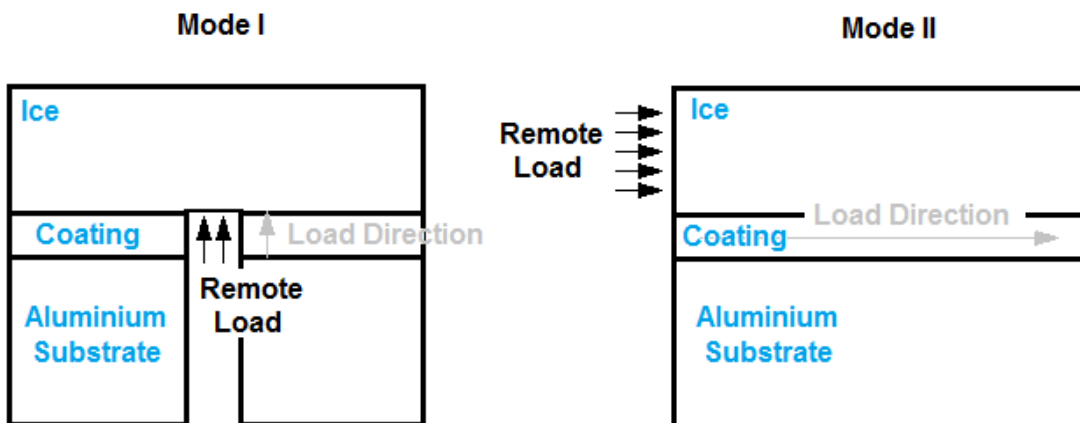 Mode I
Ice
Coating
Load Direction
Remote
Load
Aluminium
Substrate
Mode II
Remote
Load
Ice
Load Direction
Coating
Aluminium
Substrate